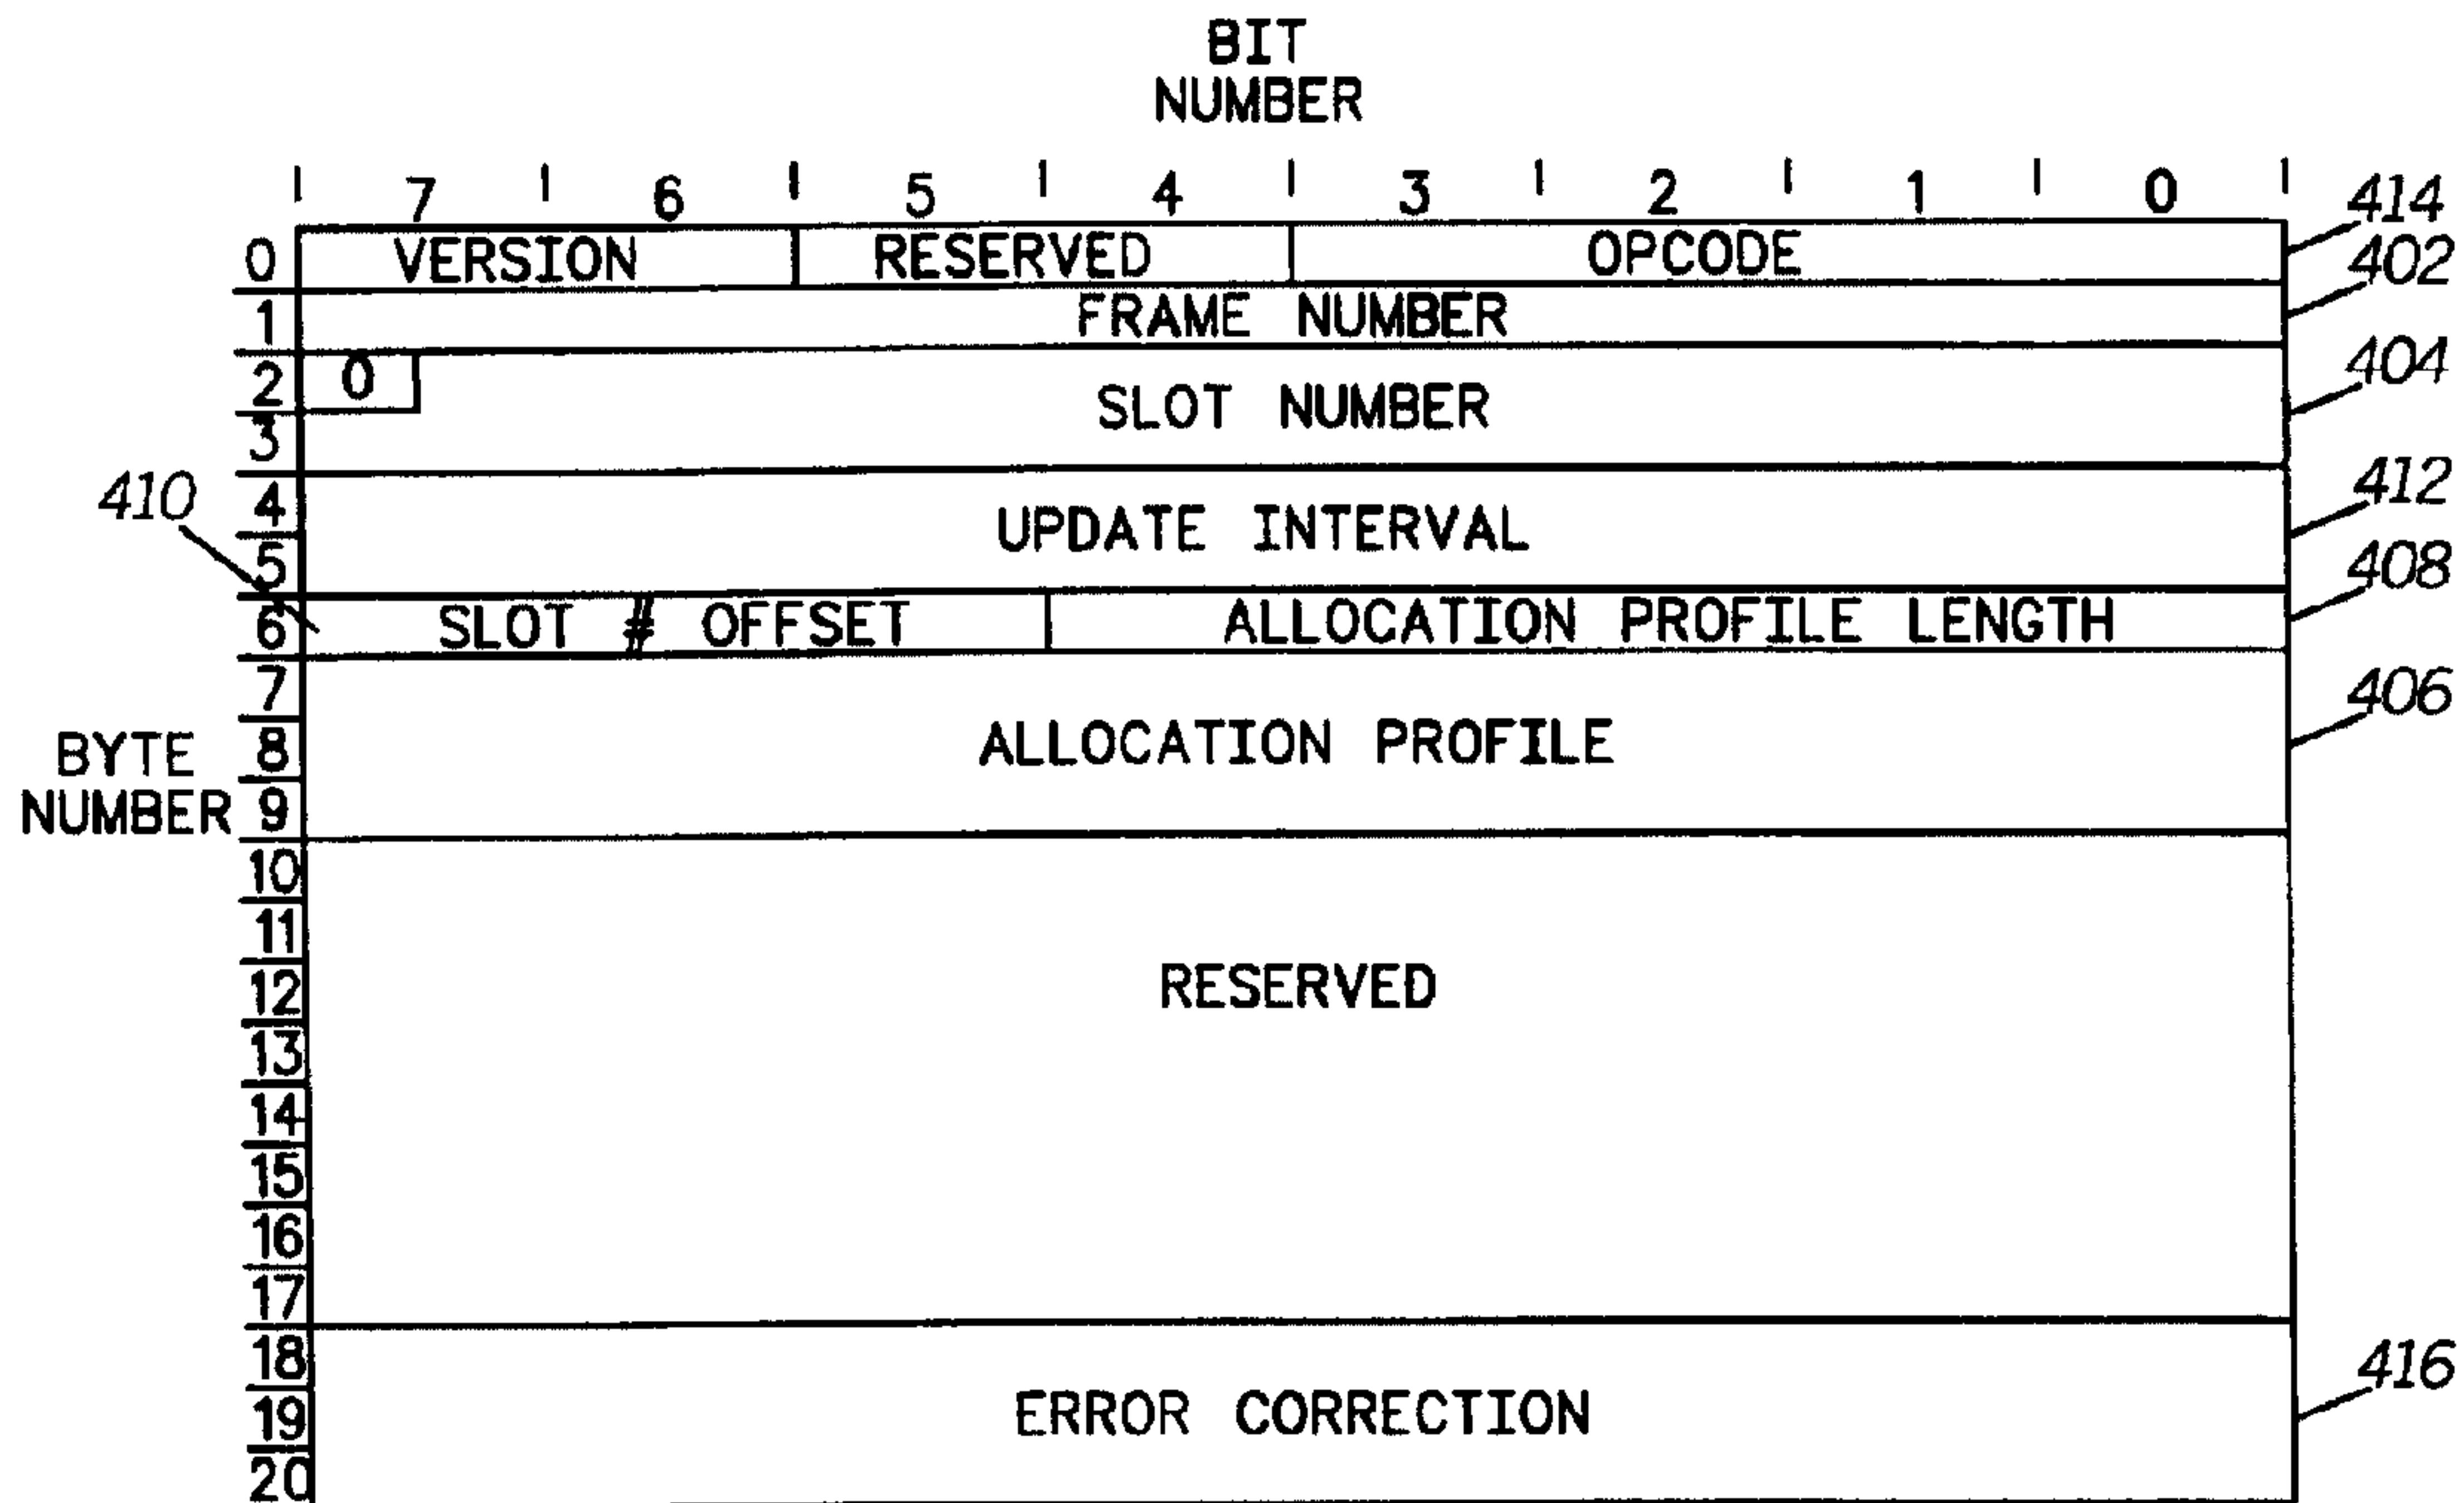 BIT
NUMBER
7 6 5 4 3 2 1 0
414
0 VERSION RESERVED OPCODE
402
1 FRAME NUMBER
404
2 0
SLOT NUMBER
3
410
412
4
UPDATE INTERVAL
5
408
6 SLOT # OFFSET ALLOCATION PROFILE LENGTH
7
406
BYTE
NUMBER
8 ALLOCATION PROFILE
9
10
11
12 RESERVED
13
14
15
16
17
18
416
19 ERROR CORRECTION
20